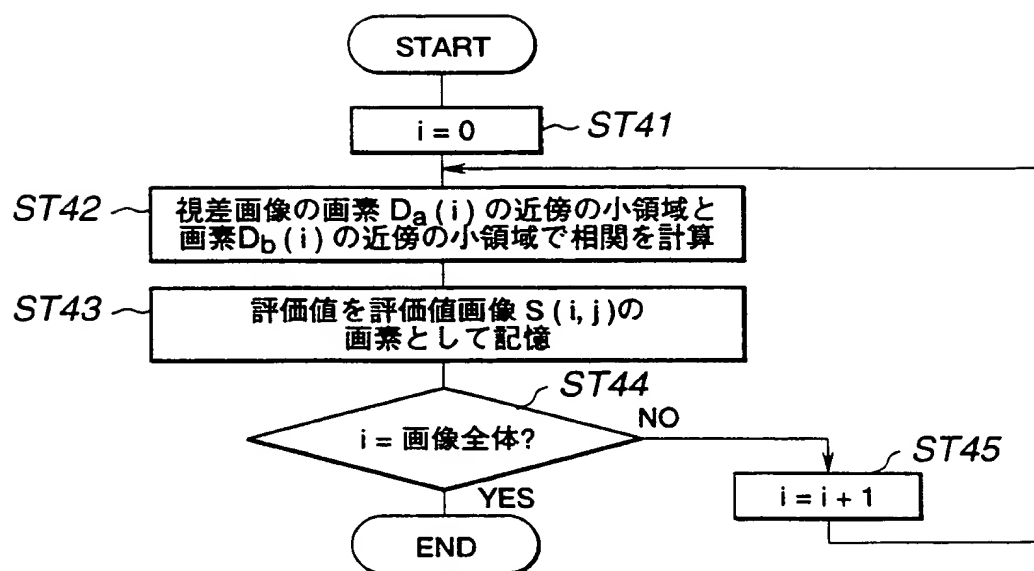 START
i = 0
ST41
ST42
視差画像の画素 Da ( i ) の近傍の小領域と
画素Db ( i ) の近傍の小領域で相関を計算
ST43
評価値を評価値画像 S ( i, j )の
画素として記憶
ST44
i = 画像全体?
NO
ST45
i = i + 1
YES
END